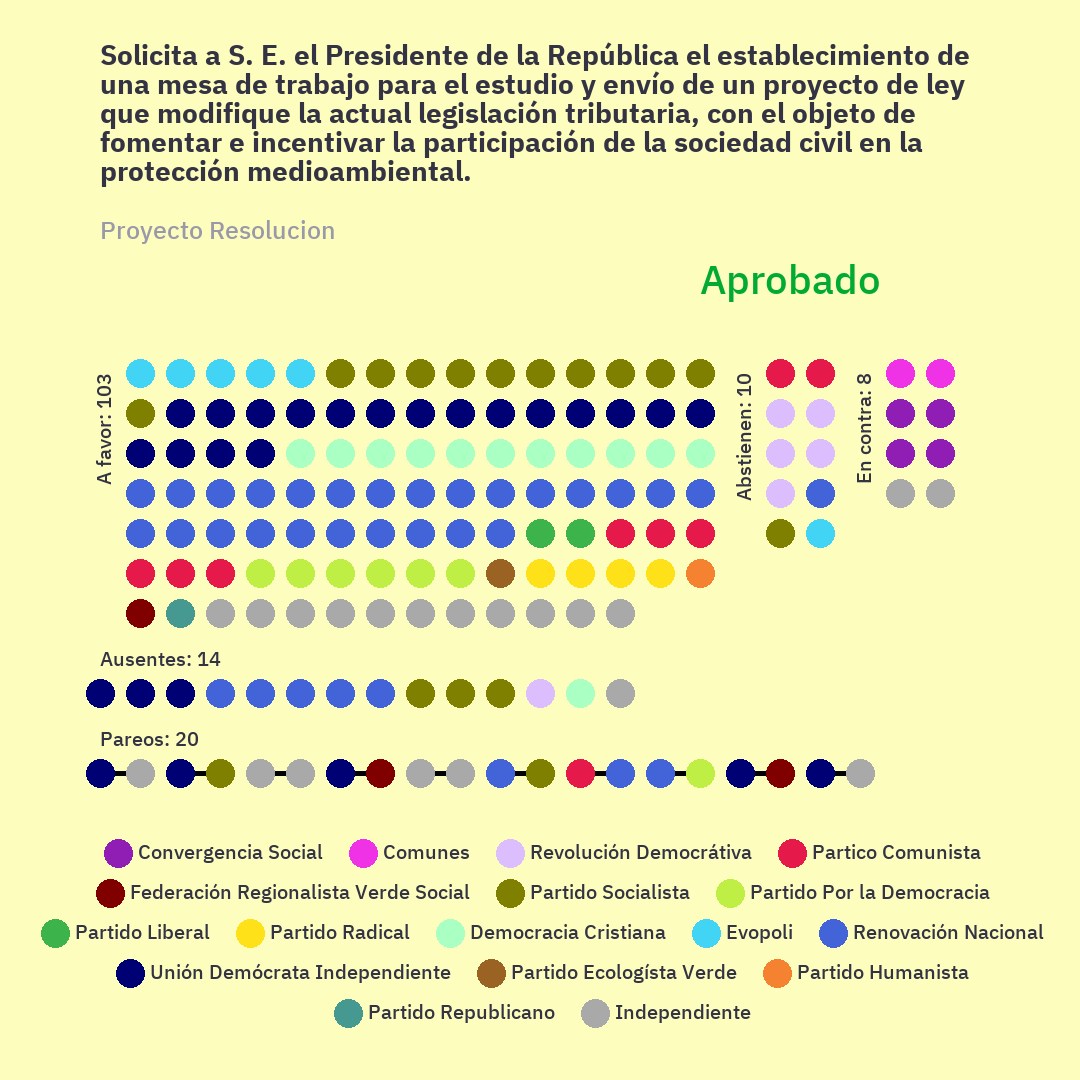 Solicita a S. E. el Presidente de la República el establecimiento de
una mesa de trabajo para el estudio y envío de un proyecto de ley
que modifique la actual legislación tributaria, con el objeto de
fomentar e incentivar la participación de la sociedad civil en la
protección medioambiental.
Proyecto Resolucion
Aprobado
A favor: 103
Abstienen: 10
En contra: 8
Ausentes: 14
Pareos: 20
Convergencia Social Comunes Revolución Democrátiva Partico Comunista
Federación Regionalista Verde Social Partido Socialista Partido Por la Democracia
Partido Liberal Partido Radical Democracia Cristiana Evopoli Renovación Nacional
Unión Demócrata Independiente Partido Ecologísta Verde Partido Humanista
Partido Republicano Independiente